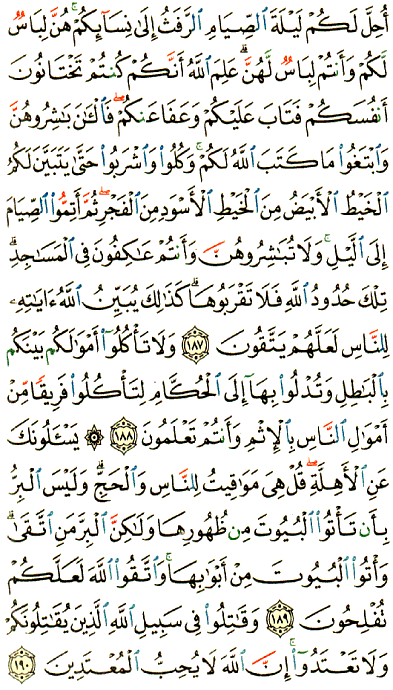 أُحِلَّ لَكُمْ لَيْلَةَ ٱلصِّيَامِ ٱلرَّفَثُ إِلَىٰ نِسَآئِكُمْ ۚ هُنَّ لِبَاسٌ
لَّكُمْ وَأَنتُمْ لِبَاسٌ لَّهُنَّ ۗ عَلِمَ ٱللَّهُ أَنَّكُمْ كُنتُمْ تَخْتَانُونَ
أَنفُسَكُمْ فَتَابَ عَلَيْكُمْ وَعَفَا عَنكُمْ ۖ فَٱلْـَٰٔنَ بَـٰشِرُوهُنَّ
وَٱبْتَغُوا۟ مَا كَتَبَ ٱللَّهُ لَكُمْ ۚ وَكُلُوا۟ وَٱشْرَبُوا۟ حَتَّىٰ يَتَبَيَّنَ لَكُمُ
ٱلْخَيْطُ ٱلْأَبْيَضُ مِنَ ٱلْخَيْطِ ٱلْأَسْوَدِ مِنَ ٱلْفَجْرِ ۖ ثُمَّ أَتِمُّوا۟ ٱلصِّيَامَ
إِلَى ٱلَّيْلِ ۚ وَلَا تُبَـٰشِرُوهُنَّ وَأَنتُمْ عَـٰكِفُونَ فِى ٱلْمَسَـٰجِدِ ۗ
تِلْكَ حُدُودُ ٱللَّهِ فَلَا تَقْرَبُوهَا ۗ كَذَٰلِكَ يُبَيِّنُ ٱللَّهُ ءَايَـٰتِهِۦ
لِلنَّاسِ لَعَلَّهُمْ يَتَّقُونَ ١٨٧ وَلَا تَأْكُلُوٓا۟ أَمْوَٰلَكُم بَيْنَكُم
بِٱلْبَـٰطِلِ وَتُدْلُوا۟ بِهَآ إِلَى ٱلْحُكَّامِ لِتَأْكُلُوا۟ فَرِيقًا مِّنْ
أَمْوَٰلِ ٱلنَّاسِ بِٱلْإِثْمِ وَأَنتُمْ تَعْلَمُونَ ١٨٨ ۞ يَسْـَٔلُونَكَ
عَنِ ٱلْأَهِلَّةِ ۖ قُلْ هِىَ مَوَٰقِيتُ لِلنَّاسِ وَٱلْحَجِّ ۗ وَلَيْسَ ٱلْبِرُّ
بِأَن تَأْتُوا۟ ٱلْبُيُوتَ مِن ظُهُورِهَا وَلَـٰكِنَّ ٱلْبِرَّ مَنِ ٱتَّقَىٰ ۗ
وَأْتُوا۟ ٱلْبُيُوتَ مِنْ أَبْوَٰبِهَا ۚ وَٱتَّقُوا۟ ٱللَّهَ لَعَلَّكُمْ
تُفْلِحُونَ ١٨٩ وَقَـٰتِلُوا۟ فِى سَبِيلِ ٱللَّهِ ٱلَّذِينَ يُقَـٰتِلُونَكُمْ
وَلَا تَعْتَدُوٓا۟ ۚ إِنَّ ٱللَّهَ لَا يُحِبُّ ٱلْمُعْتَدِينَ ١٩٠